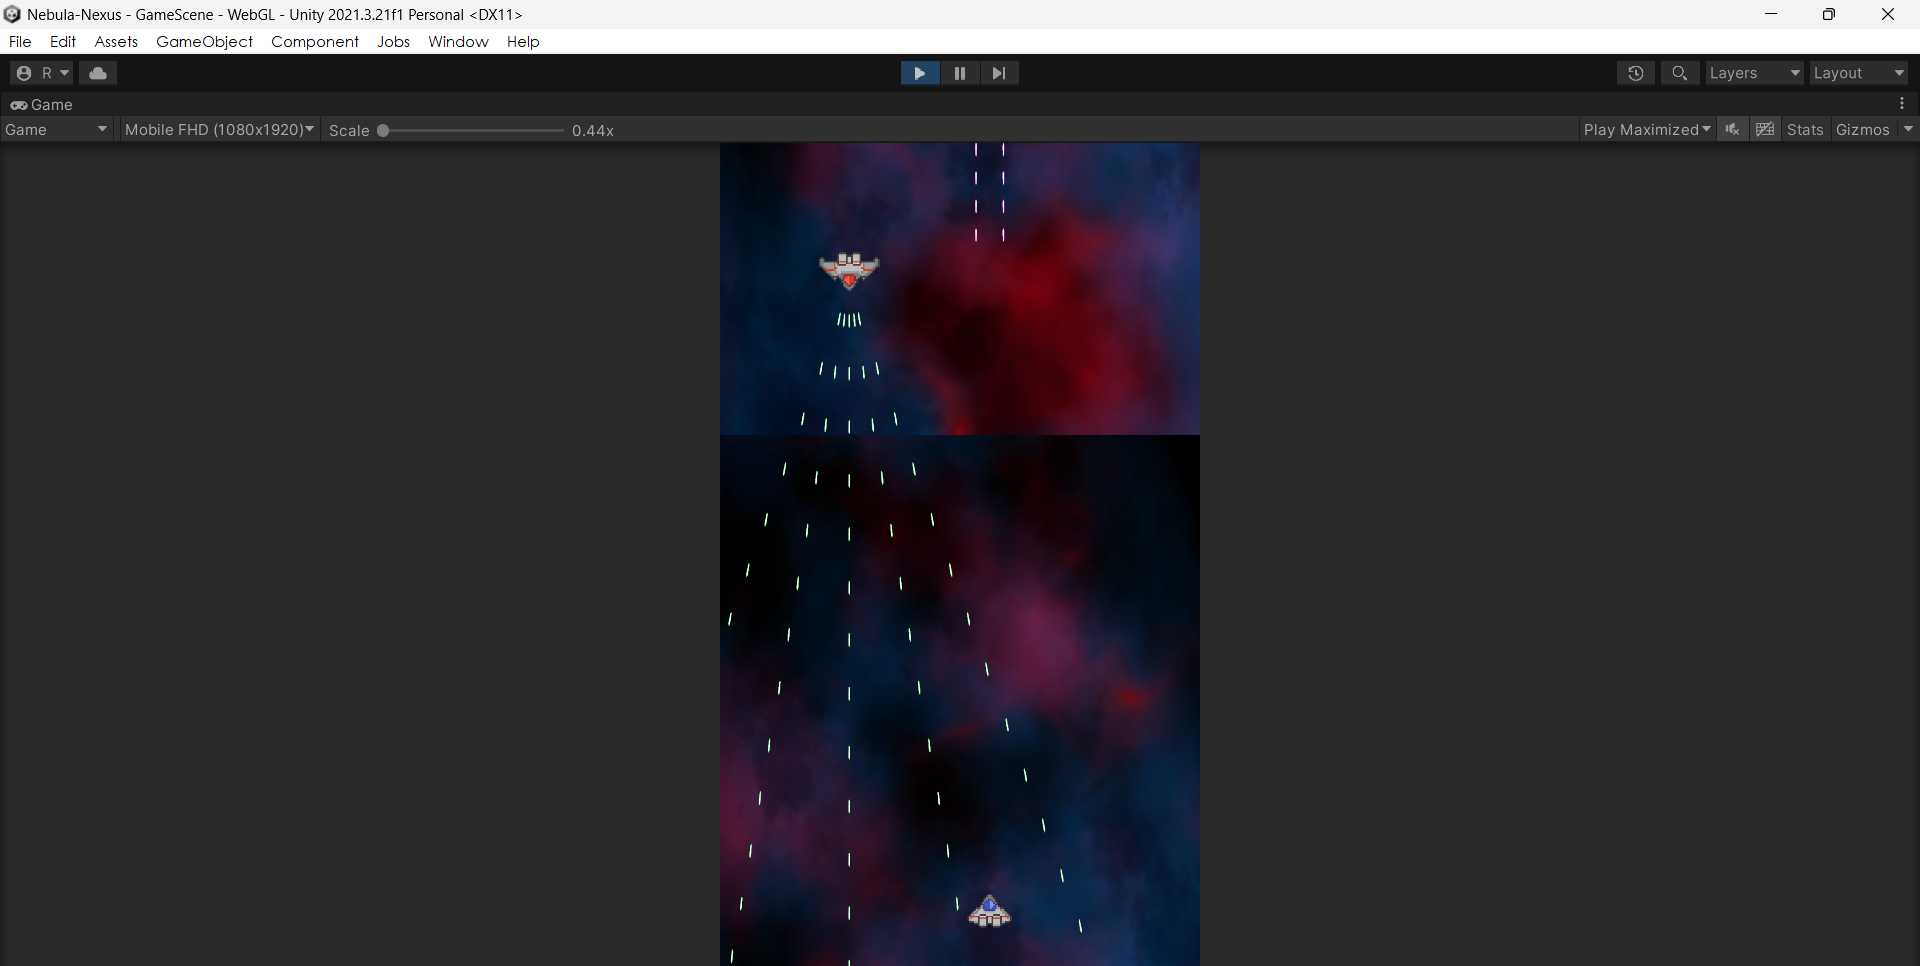 Nebula-Nexus - GameScene - WebGL - Unity 2021.3.21f1 Personal <DX11>
File Edit Assets GameObject Component Jobs Window Help
R Layers Layout
Game
Game Mobile FHD (1080x1920) Scale 0.44x Play Maximized Stats Gizmos